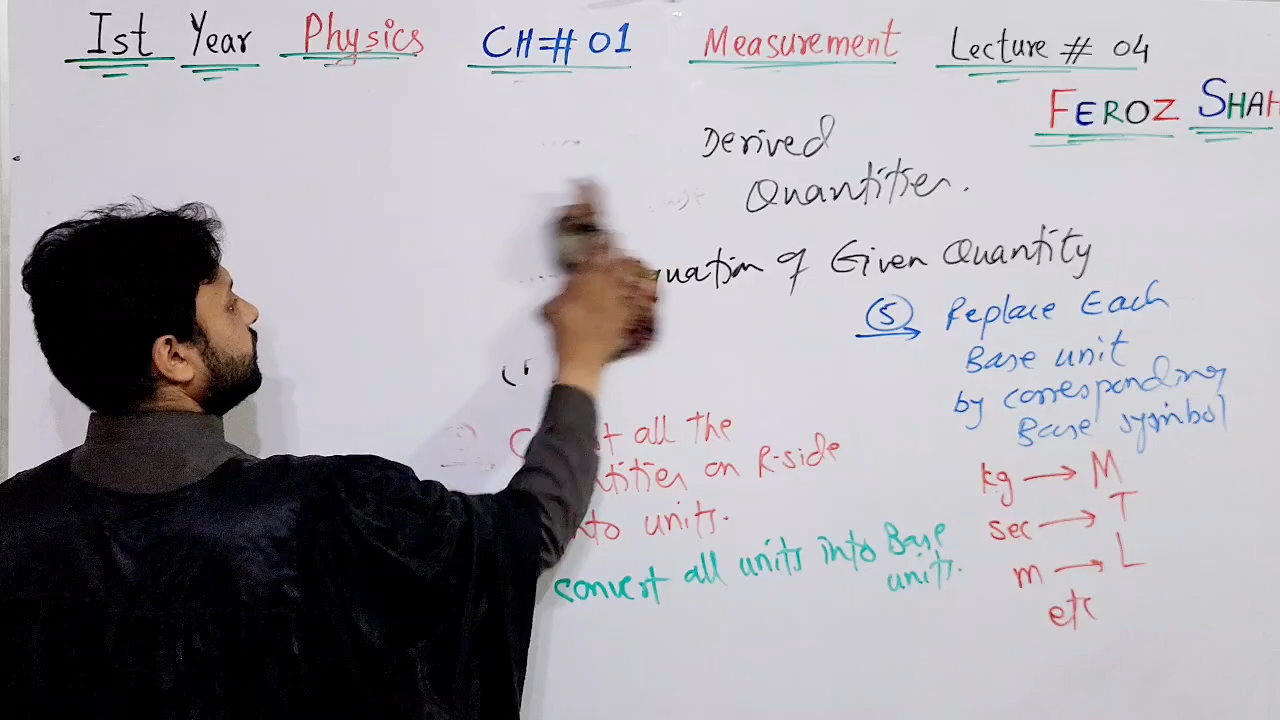 Ist Year Physics CH=# 01 Measurement Lecture # 04
FEROZ SHAH
Derived
Quantities.
uation of Given Quantity
(5) Replace Each
Base unit
by corresponding
Base symbol
kg → M
sec → T
m → L
etc
all the
on R-side
units.
convert all units into Base
units.